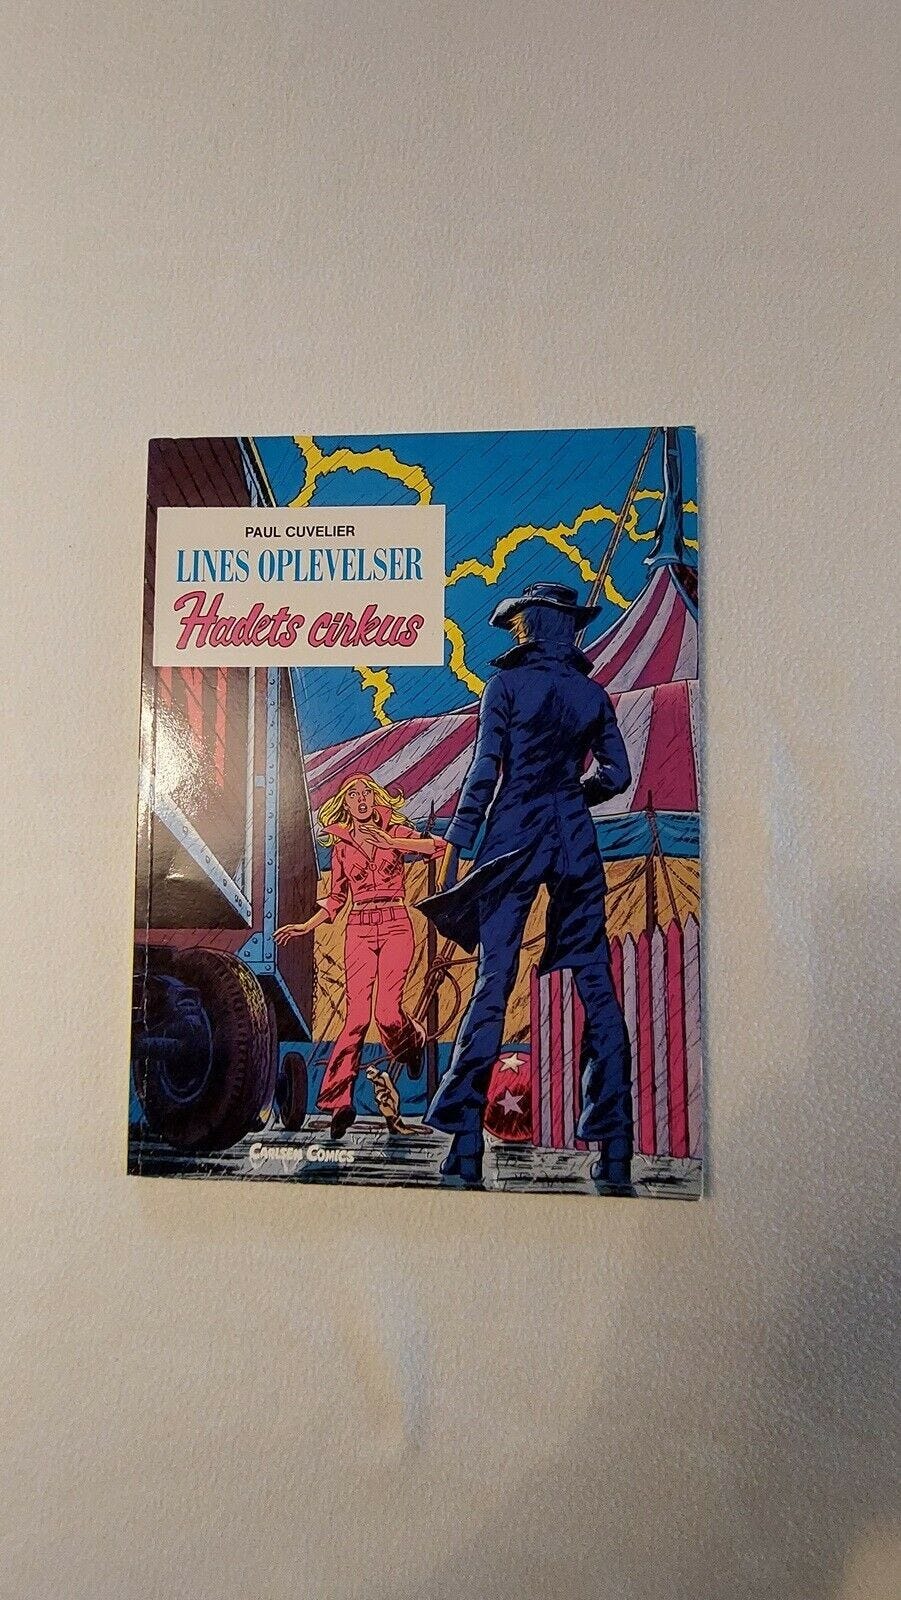 PAUL CUVELIER
LINES OPLEVELSER
Hadets cirkus
CARLSEN COMICS